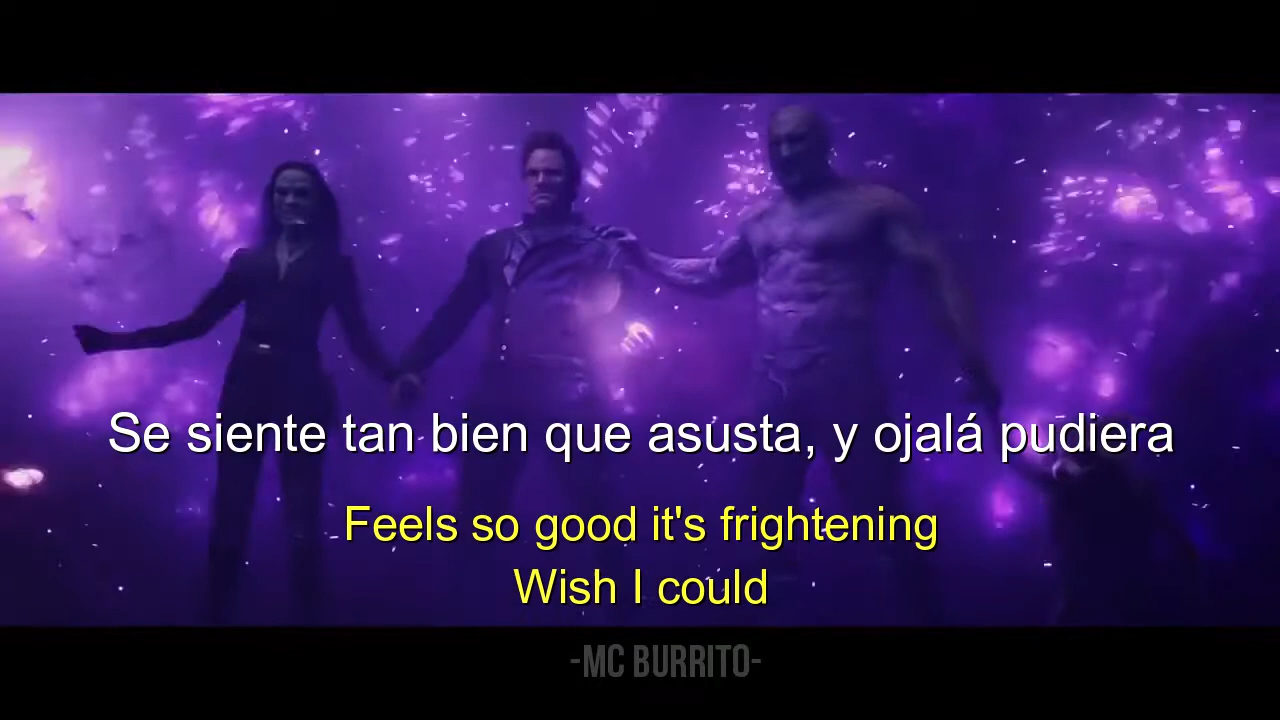 Se siente tan bien que asusta, y ojalá pudiera
Feels so good it's frightening
Wish I could
-MC BURRITO-